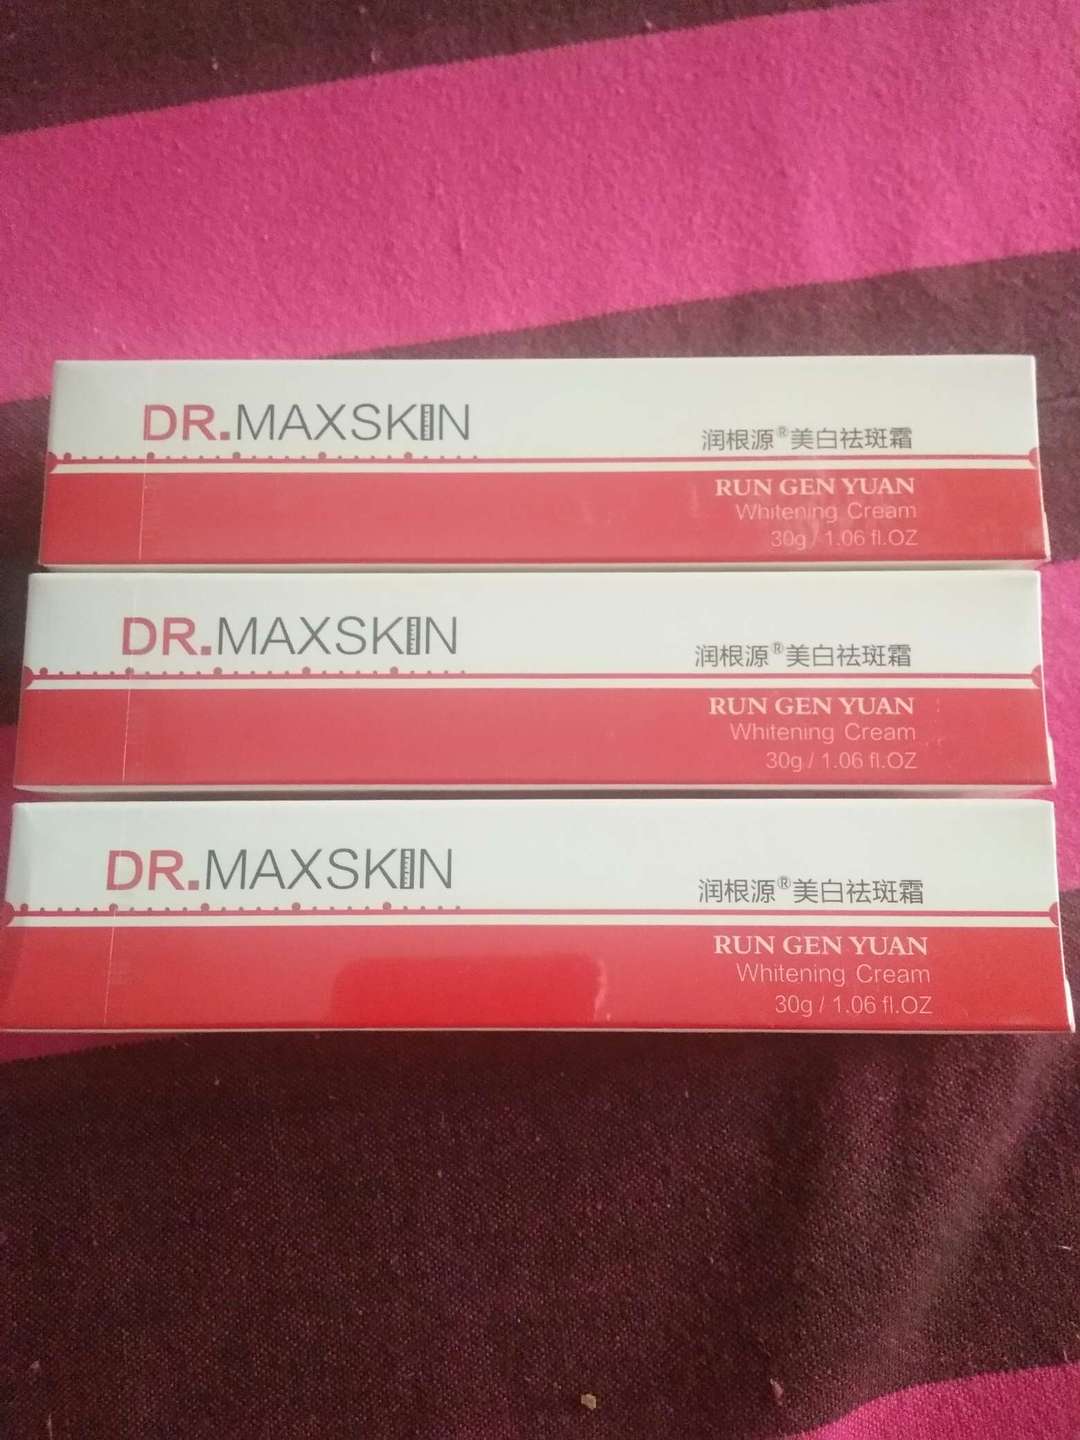 DR.MAXSKIN
润根源®美白祛斑霜
RUN GEN YUAN
Whitening Cream
30g / 1.06 fl.OZ
DR.MAXSKIN
润根源®美白祛斑霜
RUN GEN YUAN
Whitening Cream
30g / 1.06 fl.OZ
DR.MAXSKIN
润根源®美白祛斑霜
RUN GEN YUAN
Whitening Cream
30g / 1.06 fl.OZ